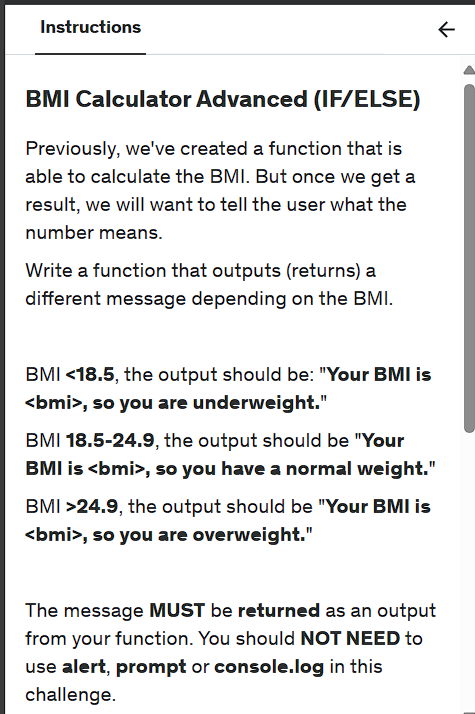 Instructions
BMI Calculator Advanced (IF/ELSE)
Previously, we've created a function that is
able to calculate the BMI. But once we get a
result, we will want to tell the user what the
number means.
Write a function that outputs (returns) a
different message depending on the BMI.
BMI <18.5, the output should be: "Your BMI is
<bmi>, so you are underweight."
BMI 18.5-24.9, the output should be "Your
BMI is <bmi>, so you have a normal weight."
BMI >24.9, the output should be "Your BMI is
<bmi>, so you are overweight."
The message MUST be returned as an output
from your function. You should NOT NEED to
use alert, prompt or console.log in this
challenge.